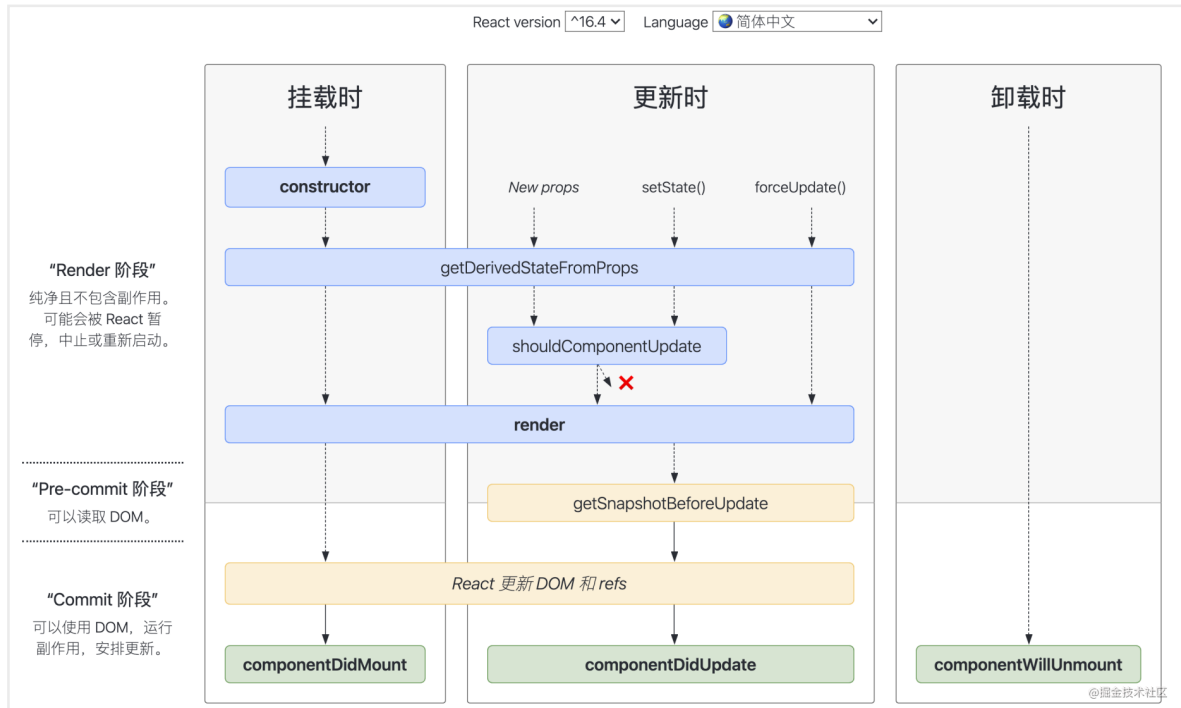 React version ^16.4 Language 简体中文
挂载时
更新时
卸载时
constructor
New props
setState()
forceUpdate()
“Render 阶段”
纯净且不包含副作用。
可能会被 React 暂
停，中止或重新启动。
getDerivedStateFromProps
shouldComponentUpdate
render
“Pre-commit 阶段”
可以读取 DOM。
getSnapshotBeforeUpdate
“Commit 阶段”
可以使用 DOM，运行
副作用，安排更新。
React 更新 DOM 和 refs
componentDidMount
componentDidUpdate
componentWillUnmount
@掘金技术社区